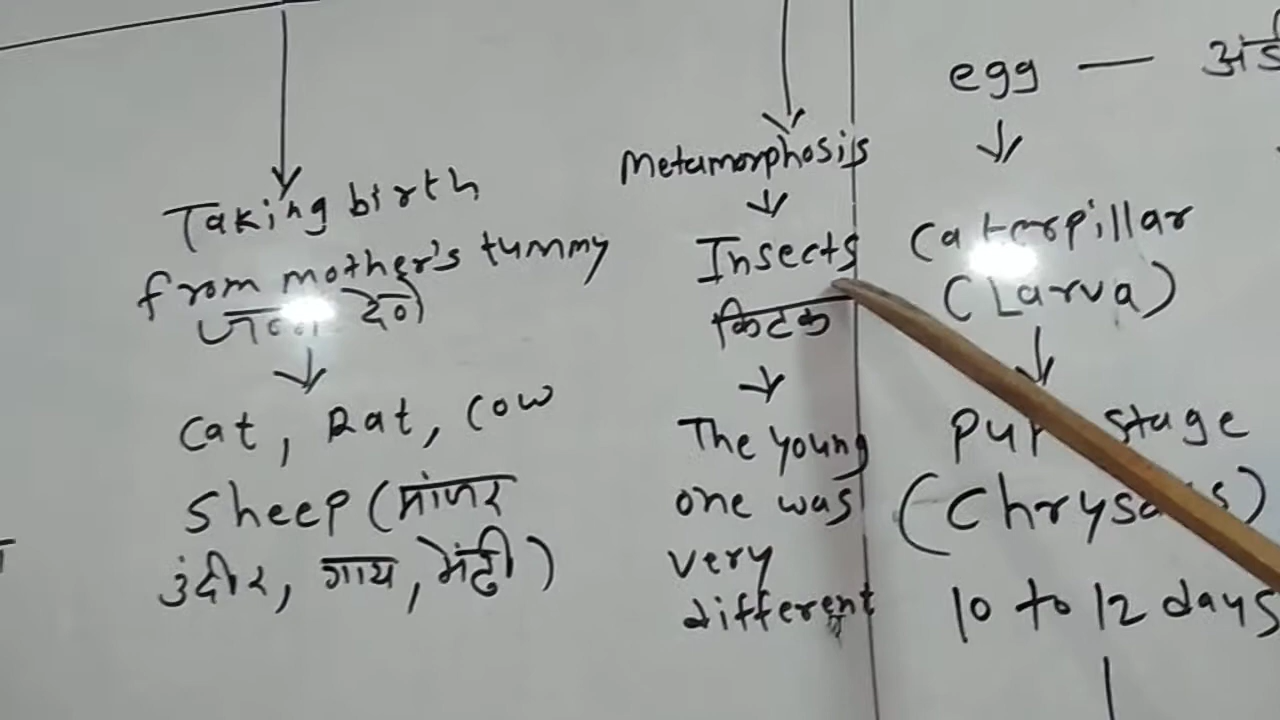 Taking birth
from mother's tummy
देणे
Cat, Rat, Cow
Sheep (मांजर
उंदीर, गाय, मेंढी)
Metamorphosis
Insects
किटक
The young
one was
very
different
egg —
Caterpillar
(Larva)
stage
10 to 12 days